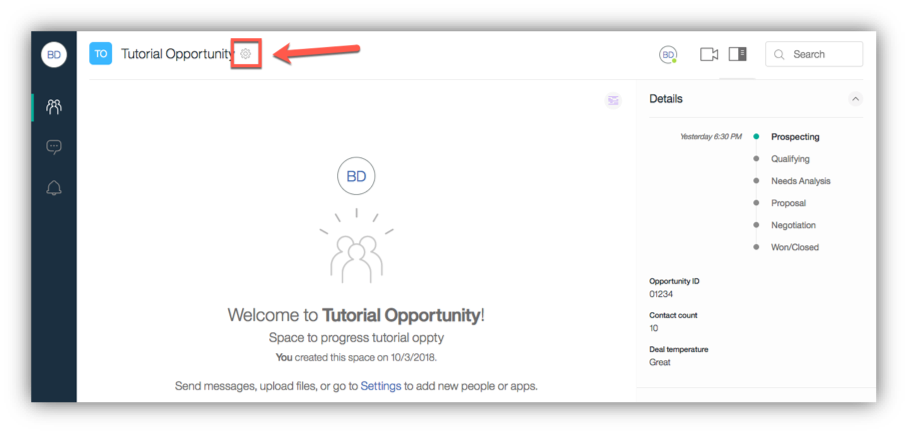 BD
TO
Tutorial Opportunity
BD
Search
Details
Yesterday 6:30 PM
Prospecting
Qualifying
Needs Analysis
Proposal
Negotiation
Won/Closed
Opportunity ID
01234
Contact count
10
Deal temperature
Great
BD
Welcome to Tutorial Opportunity!
Space to progress tutorial oppty
You created this space on 10/3/2018.
Send messages, upload files, or go to Settings to add new people or apps.